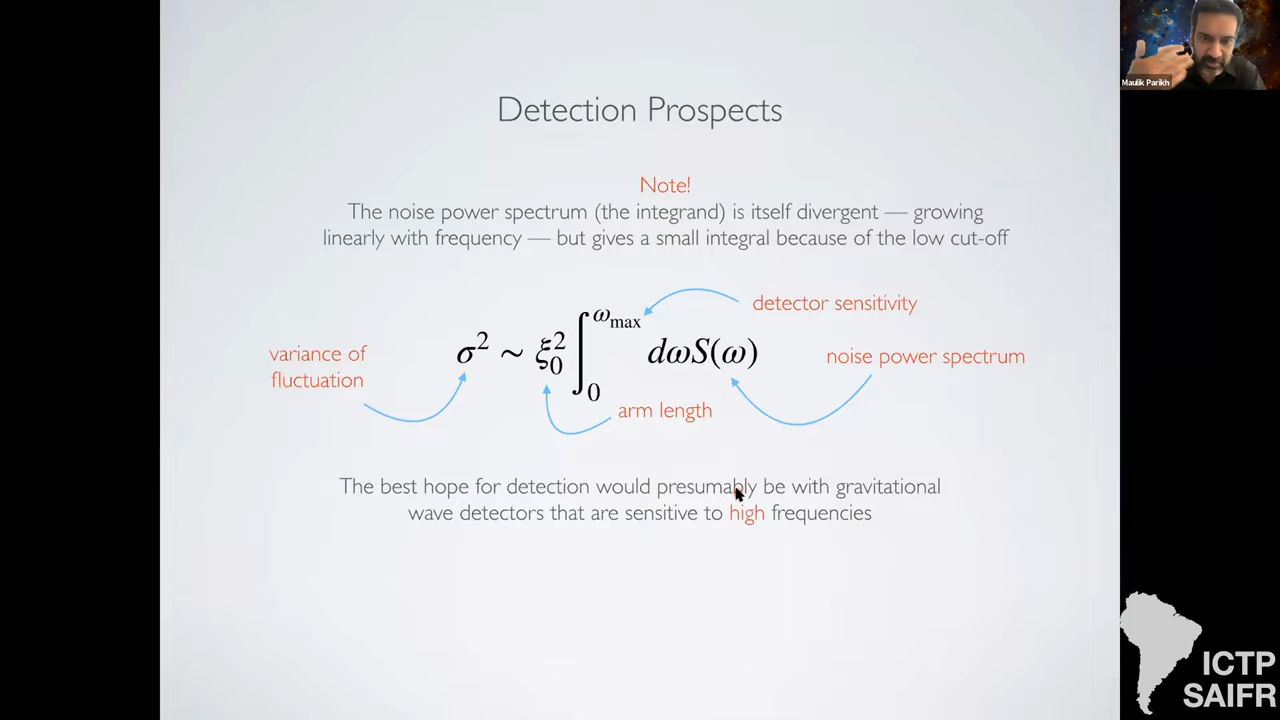 Maulik Parikh
Detection Prospects
Note!
The noise power spectrum (the integrand) is itself divergent — growing
linearly with frequency — but gives a small integral because of the low cut-off
detector sensitivity
σ² ~ ξ₀² ∫₀^ωmax dωS(ω)
variance of
fluctuation
noise power spectrum
arm length
The best hope for detection would presumably be with gravitational
wave detectors that are sensitive to high frequencies
ICTP
SAIFR